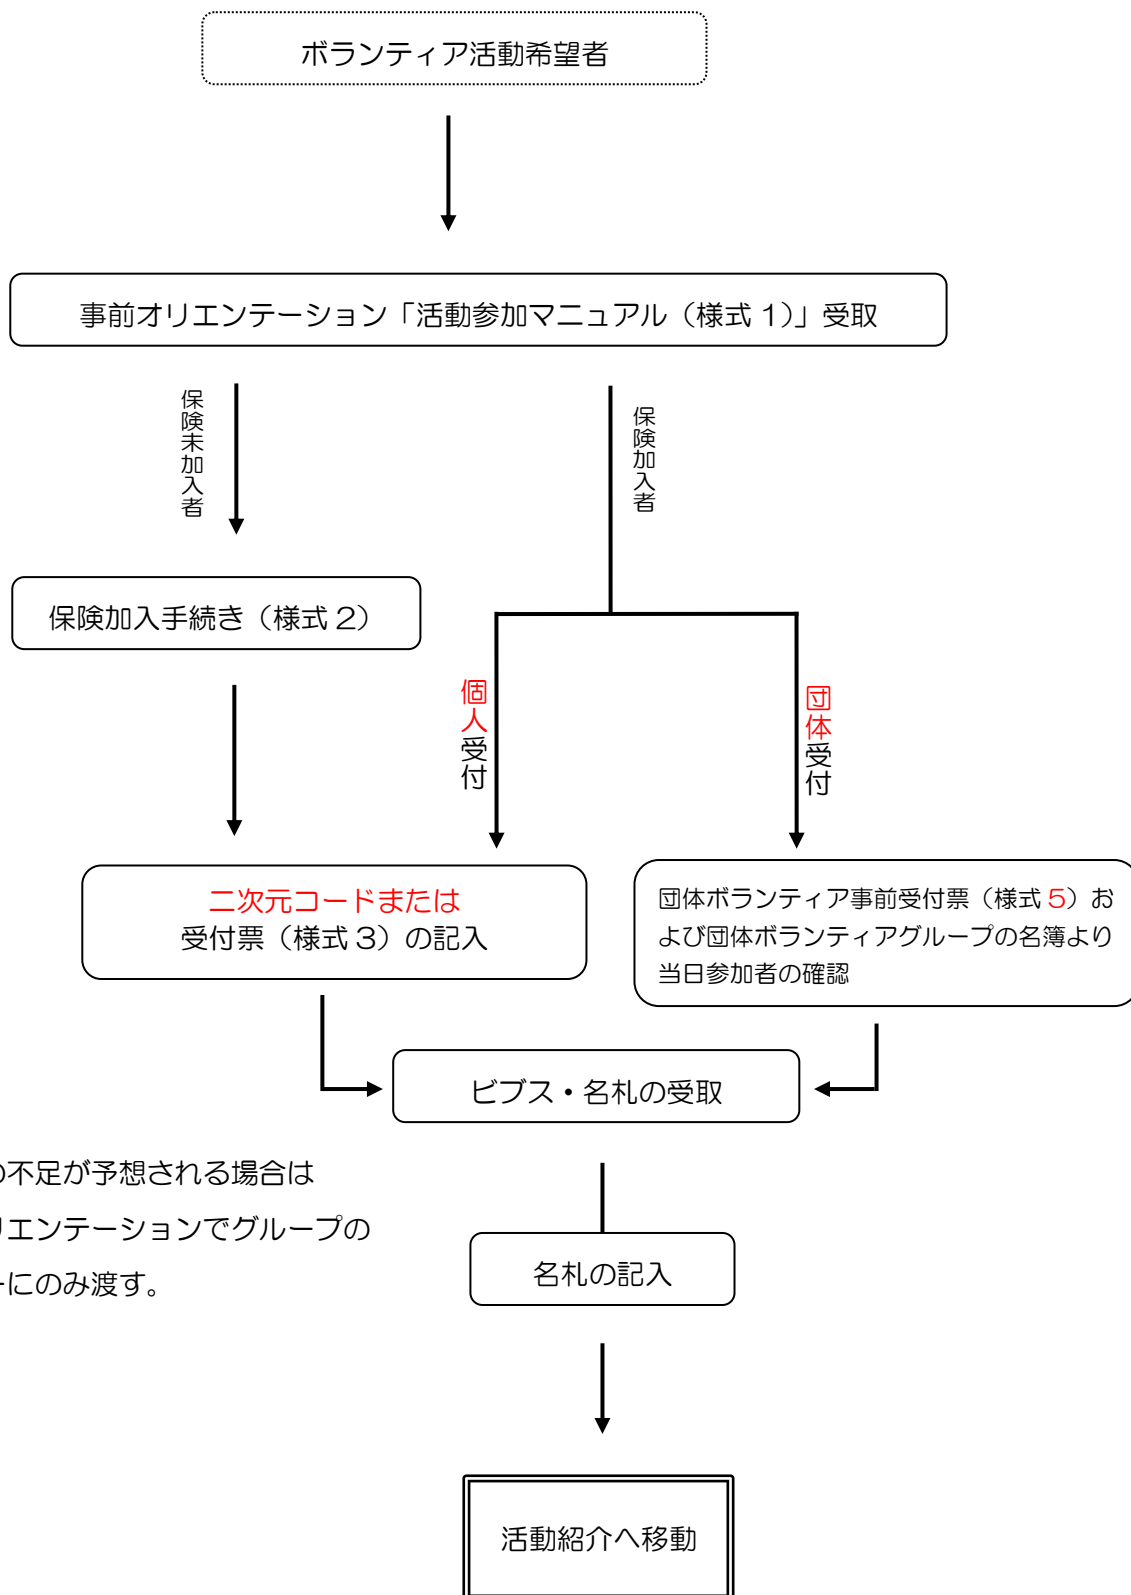 ボランティア活動希望者
事前オリエンテーション「活動参加マニュアル（様式１）」受取
保険未加入者
保険加入者
保険加入手続き（様式２）
個人受付
団体受付
二次元コードまたは
受付票（様式３）の記入
団体ボランティア事前受付票（様式５）お
よび団体ボランティアグループの名簿より
当日参加者の確認
ビブス・名札の受取
の不足が予想される場合は
リエンテーションでグループの
ーにのみ渡す。
名札の記入
活動紹介へ移動